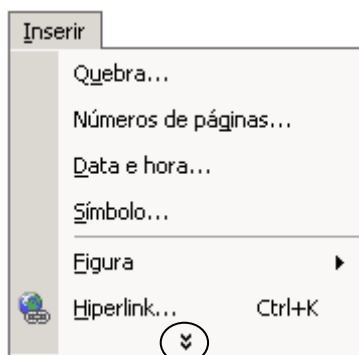 Inserir
Quebra...
Números de páginas...
Data e hora...
Símbolo...
Figura
Hiperlink... Ctrl+K